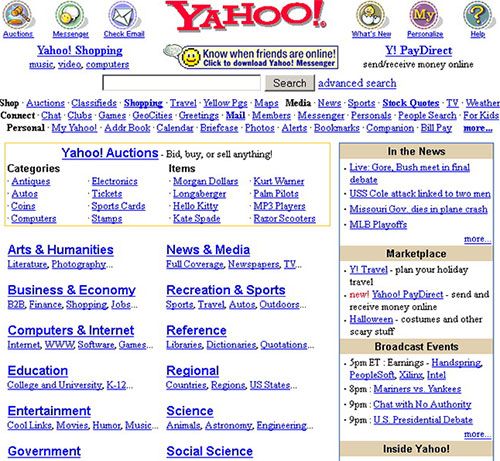 YAHOO!
Auctions Messenger Check Email What's New Personalize Help
Yahoo! Shopping
music, video, computers
Know when friends are online!
Click to download Yahoo! Messenger
Y! PayDirect
send/receive money online
Search advanced search
Shop · Auctions · Classifieds · Shopping · Travel · Yellow Pgs · Maps Media · News · Sports · Stock Quotes · TV · Weather
Connect · Chat · Clubs · Games · GeoCities · Greetings · Mail · Members · Messenger · Personals · People Search · For Kids
Personal · My Yahoo! · Addr Book · Calendar · Briefcase · Photos · Alerts · Bookmarks · Companion · Bill Pay more...
Yahoo! Auctions - Bid, buy, or sell anything!
Categories Items
· Antiques · Electronics · Morgan Dollars · Kurt Warner
· Autos · Tickets · Longaberger · Palm Pilots
· Coins · Sports Cards · Hello Kitty · MP3 Players
· Computers · Stamps · Kate Spade · Razor Scooters
Arts & Humanities
Literature, Photography...
News & Media
Full Coverage, Newspapers, TV...
Business & Economy
B2B, Finance, Shopping, Jobs...
Recreation & Sports
Sports, Travel, Autos, Outdoors...
Computers & Internet
Internet, WWW, Software, Games...
Reference
Libraries, Dictionaries, Quotations...
Education
College and University, K-12...
Regional
Countries, Regions, US States...
Entertainment
Cool Links, Movies, Humor, Music...
Science
Animals, Astronomy, Engineering...
Government
Social Science
In the News
· Live: Gore, Bush meet in final
debate
· USS Cole attack linked to two men
· Missouri Gov. dies in plane crash
· MLB Playoffs
more...
Marketplace
· Y! Travel - plan your holiday
travel
· new! Yahoo! PayDirect - send and
receive money online
· Halloween - costumes and other
scary stuff
Broadcast Events
· 5pm ET : Earnings - Handspring,
PeopleSoft, Xilinx, Intel
· 8pm : Mariners vs. Yankees
· 9pm : Chat with No Authority
· 9pm : U.S. Presidential Debate
more...
Inside Yahoo!